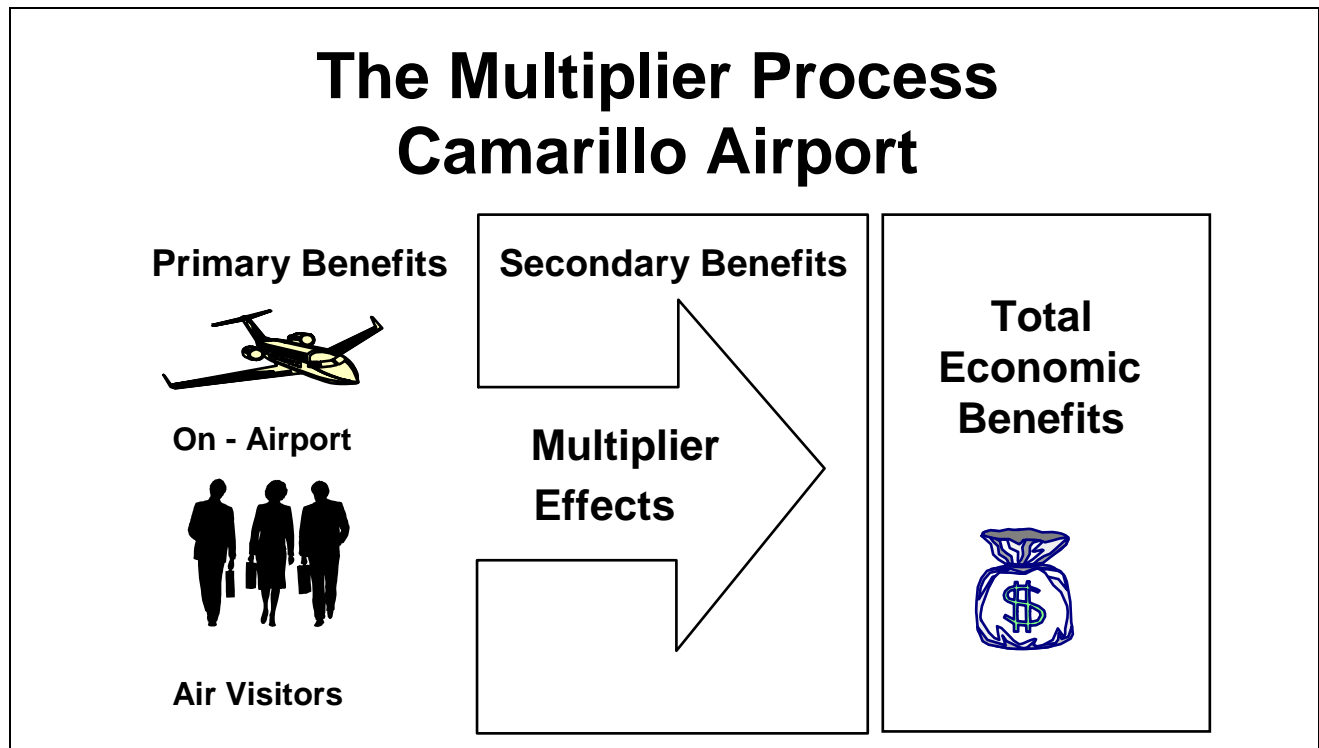 The Multiplier Process
Camarillo Airport
Primary Benefits
On - Airport
Air Visitors
Secondary Benefits
Multiplier
Effects
Total
Economic
Benefits
$